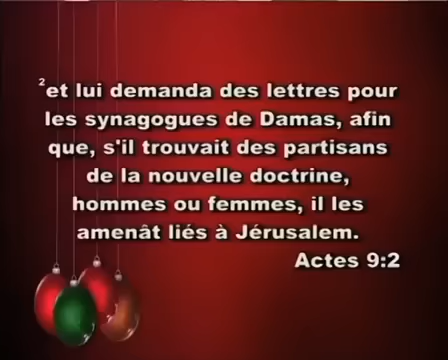 ²et lui demanda des lettres pour
les synagogues de Damas, afin
que, s'il trouvait des partisans
de la nouvelle doctrine,
hommes ou femmes, il les
amenât liés à Jérusalem.
Actes 9:2